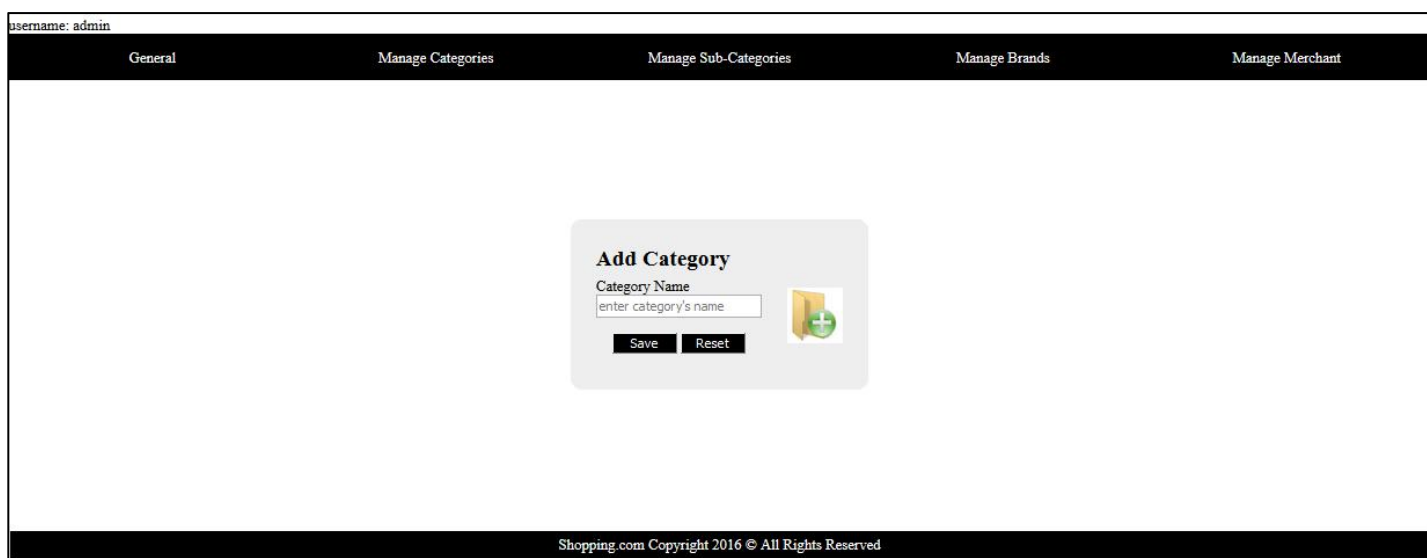 username: admin
General Manage Categories Manage Sub-Categories Manage Brands Manage Merchant
Add Category
Category Name
enter category's name
Save Reset
Shopping.com Copyright 2016 © All Rights Reserved